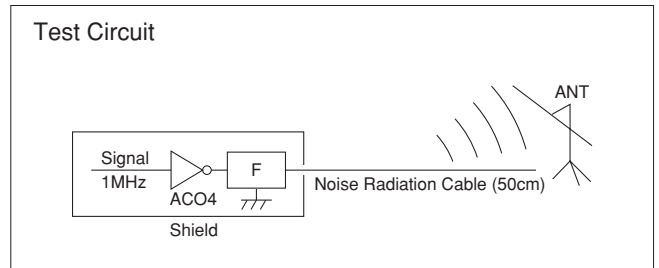 Test Circuit
ANT
Signal
1MHz
ACO4
F
Noise Radiation Cable (50cm)
Shield